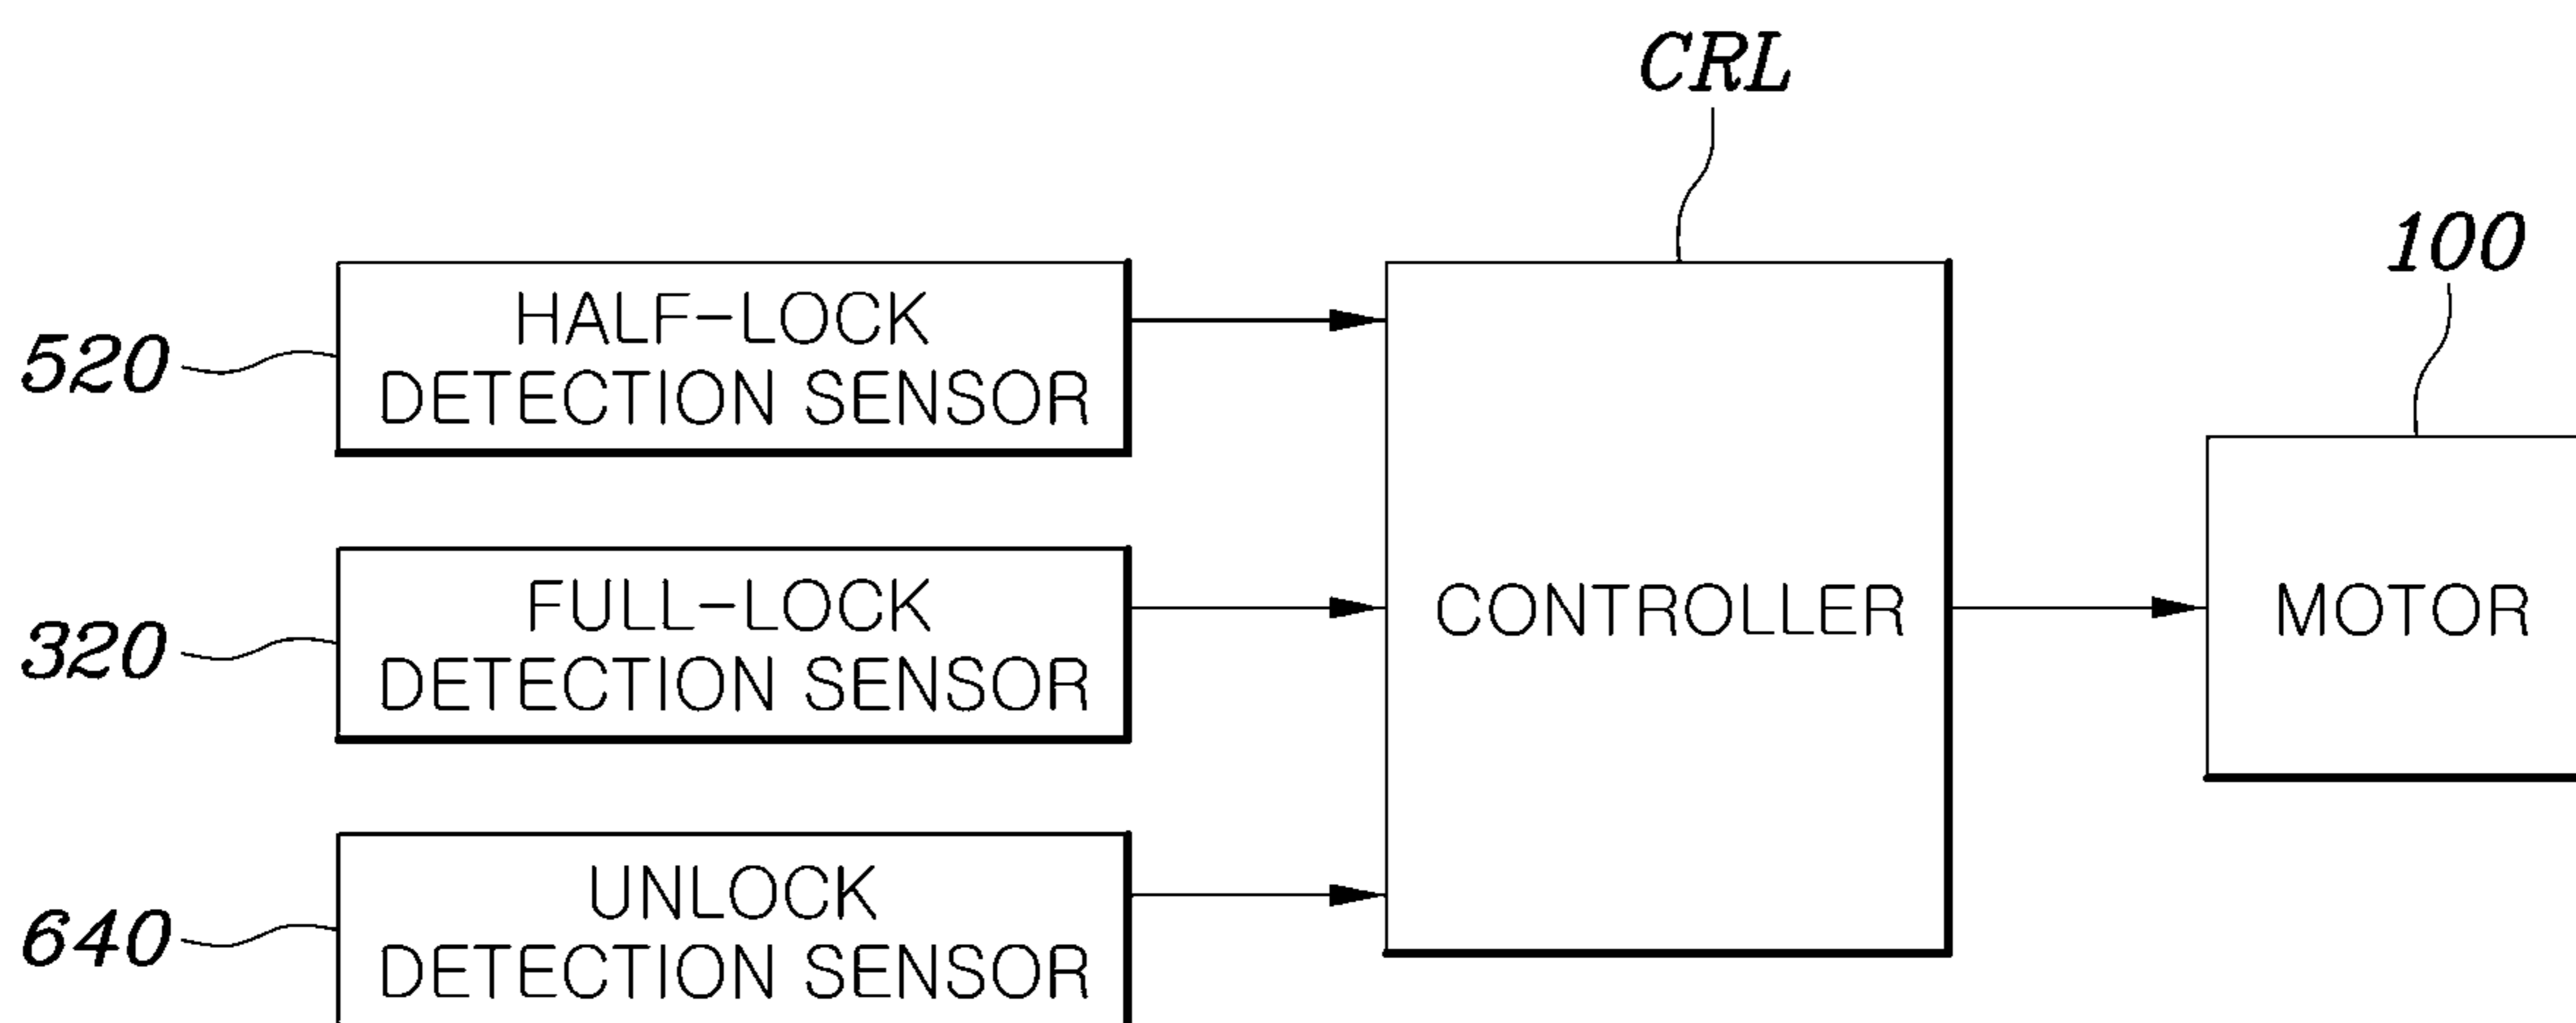 CRL
100
520
HALF-LOCK
DETECTION SENSOR
320
FULL-LOCK
DETECTION SENSOR
CONTROLLER
MOTOR
640
UNLOCK
DETECTION SENSOR